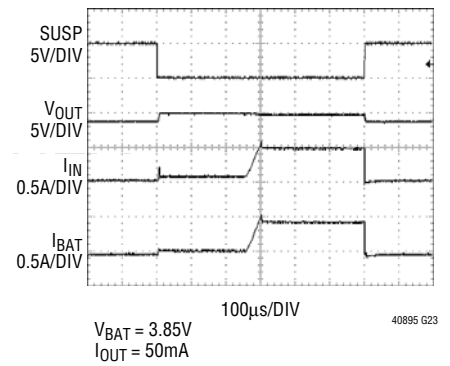 SUSP
5V/DIV
VOUT
5V/DIV
IIN
0.5A/DIV
IBAT
0.5A/DIV
100µs/DIV
40895 G23
VBAT = 3.85V
IOUT = 50mA